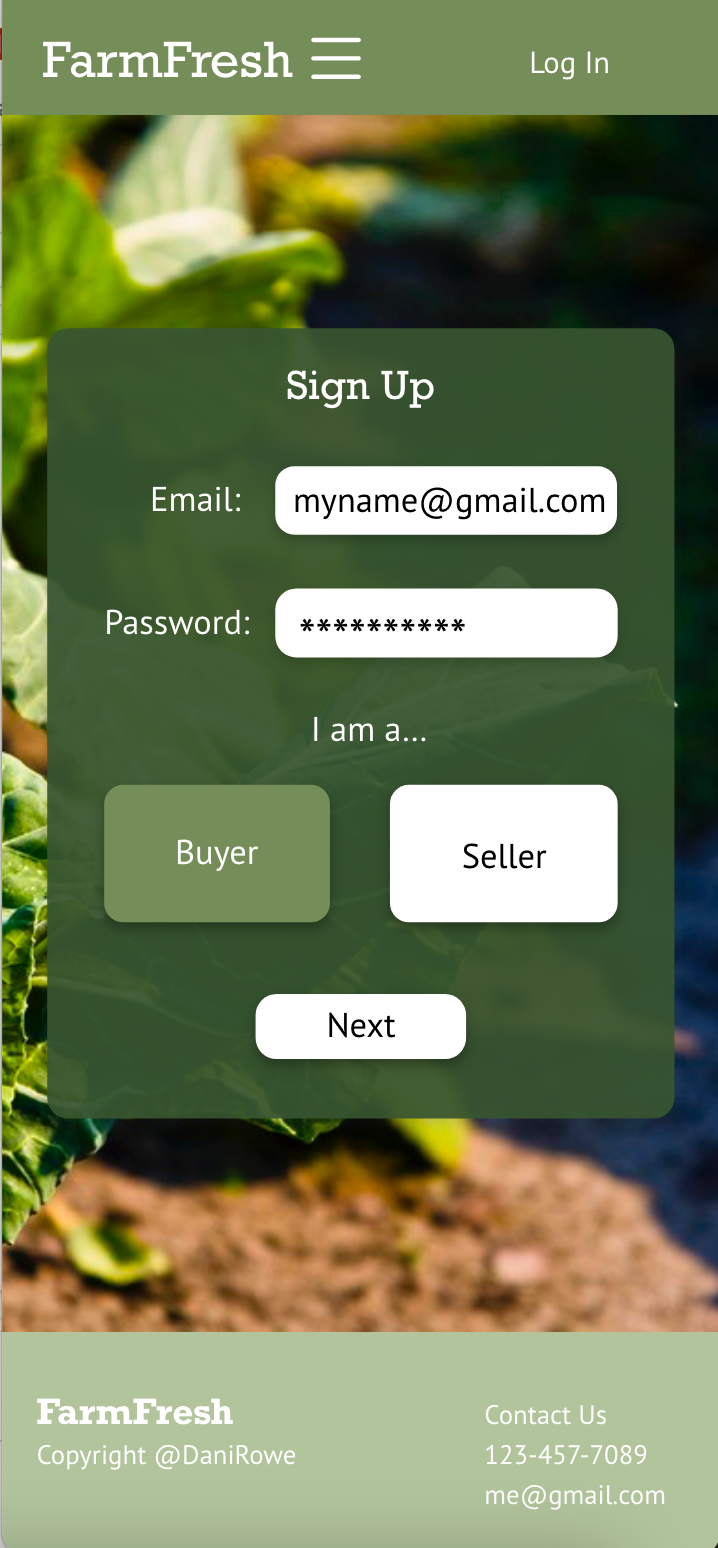 FarmFresh
Log In
Sign Up
Email: myname@gmail.com
Password: **********
I am a...
Buyer
Seller
Next
FarmFresh
Copyright @DaniRowe
Contact Us
123-457-7089
me@gmail.com